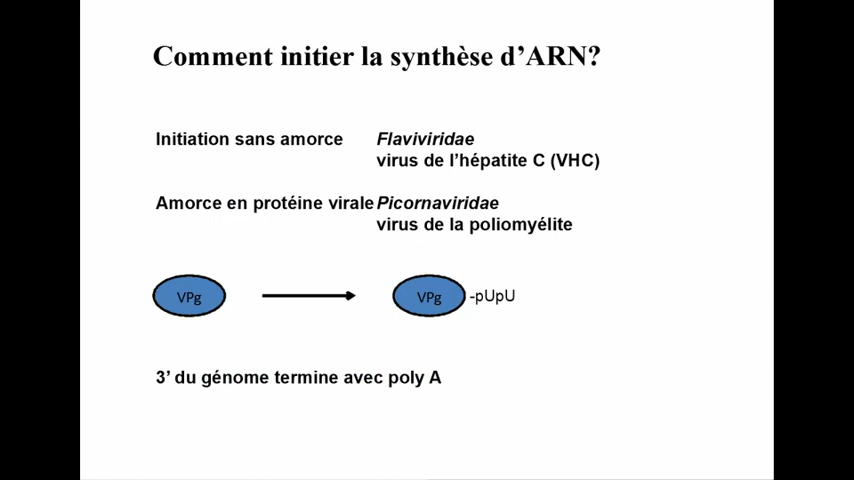 Comment initier la synthèse d'ARN?
Initiation sans amorce Flaviviridae
virus de l'hépatite C (VHC)
Amorce en protéine virale Picornaviridae
virus de la poliomyélite
VPg VPg -pUpU
3' du génome termine avec poly A